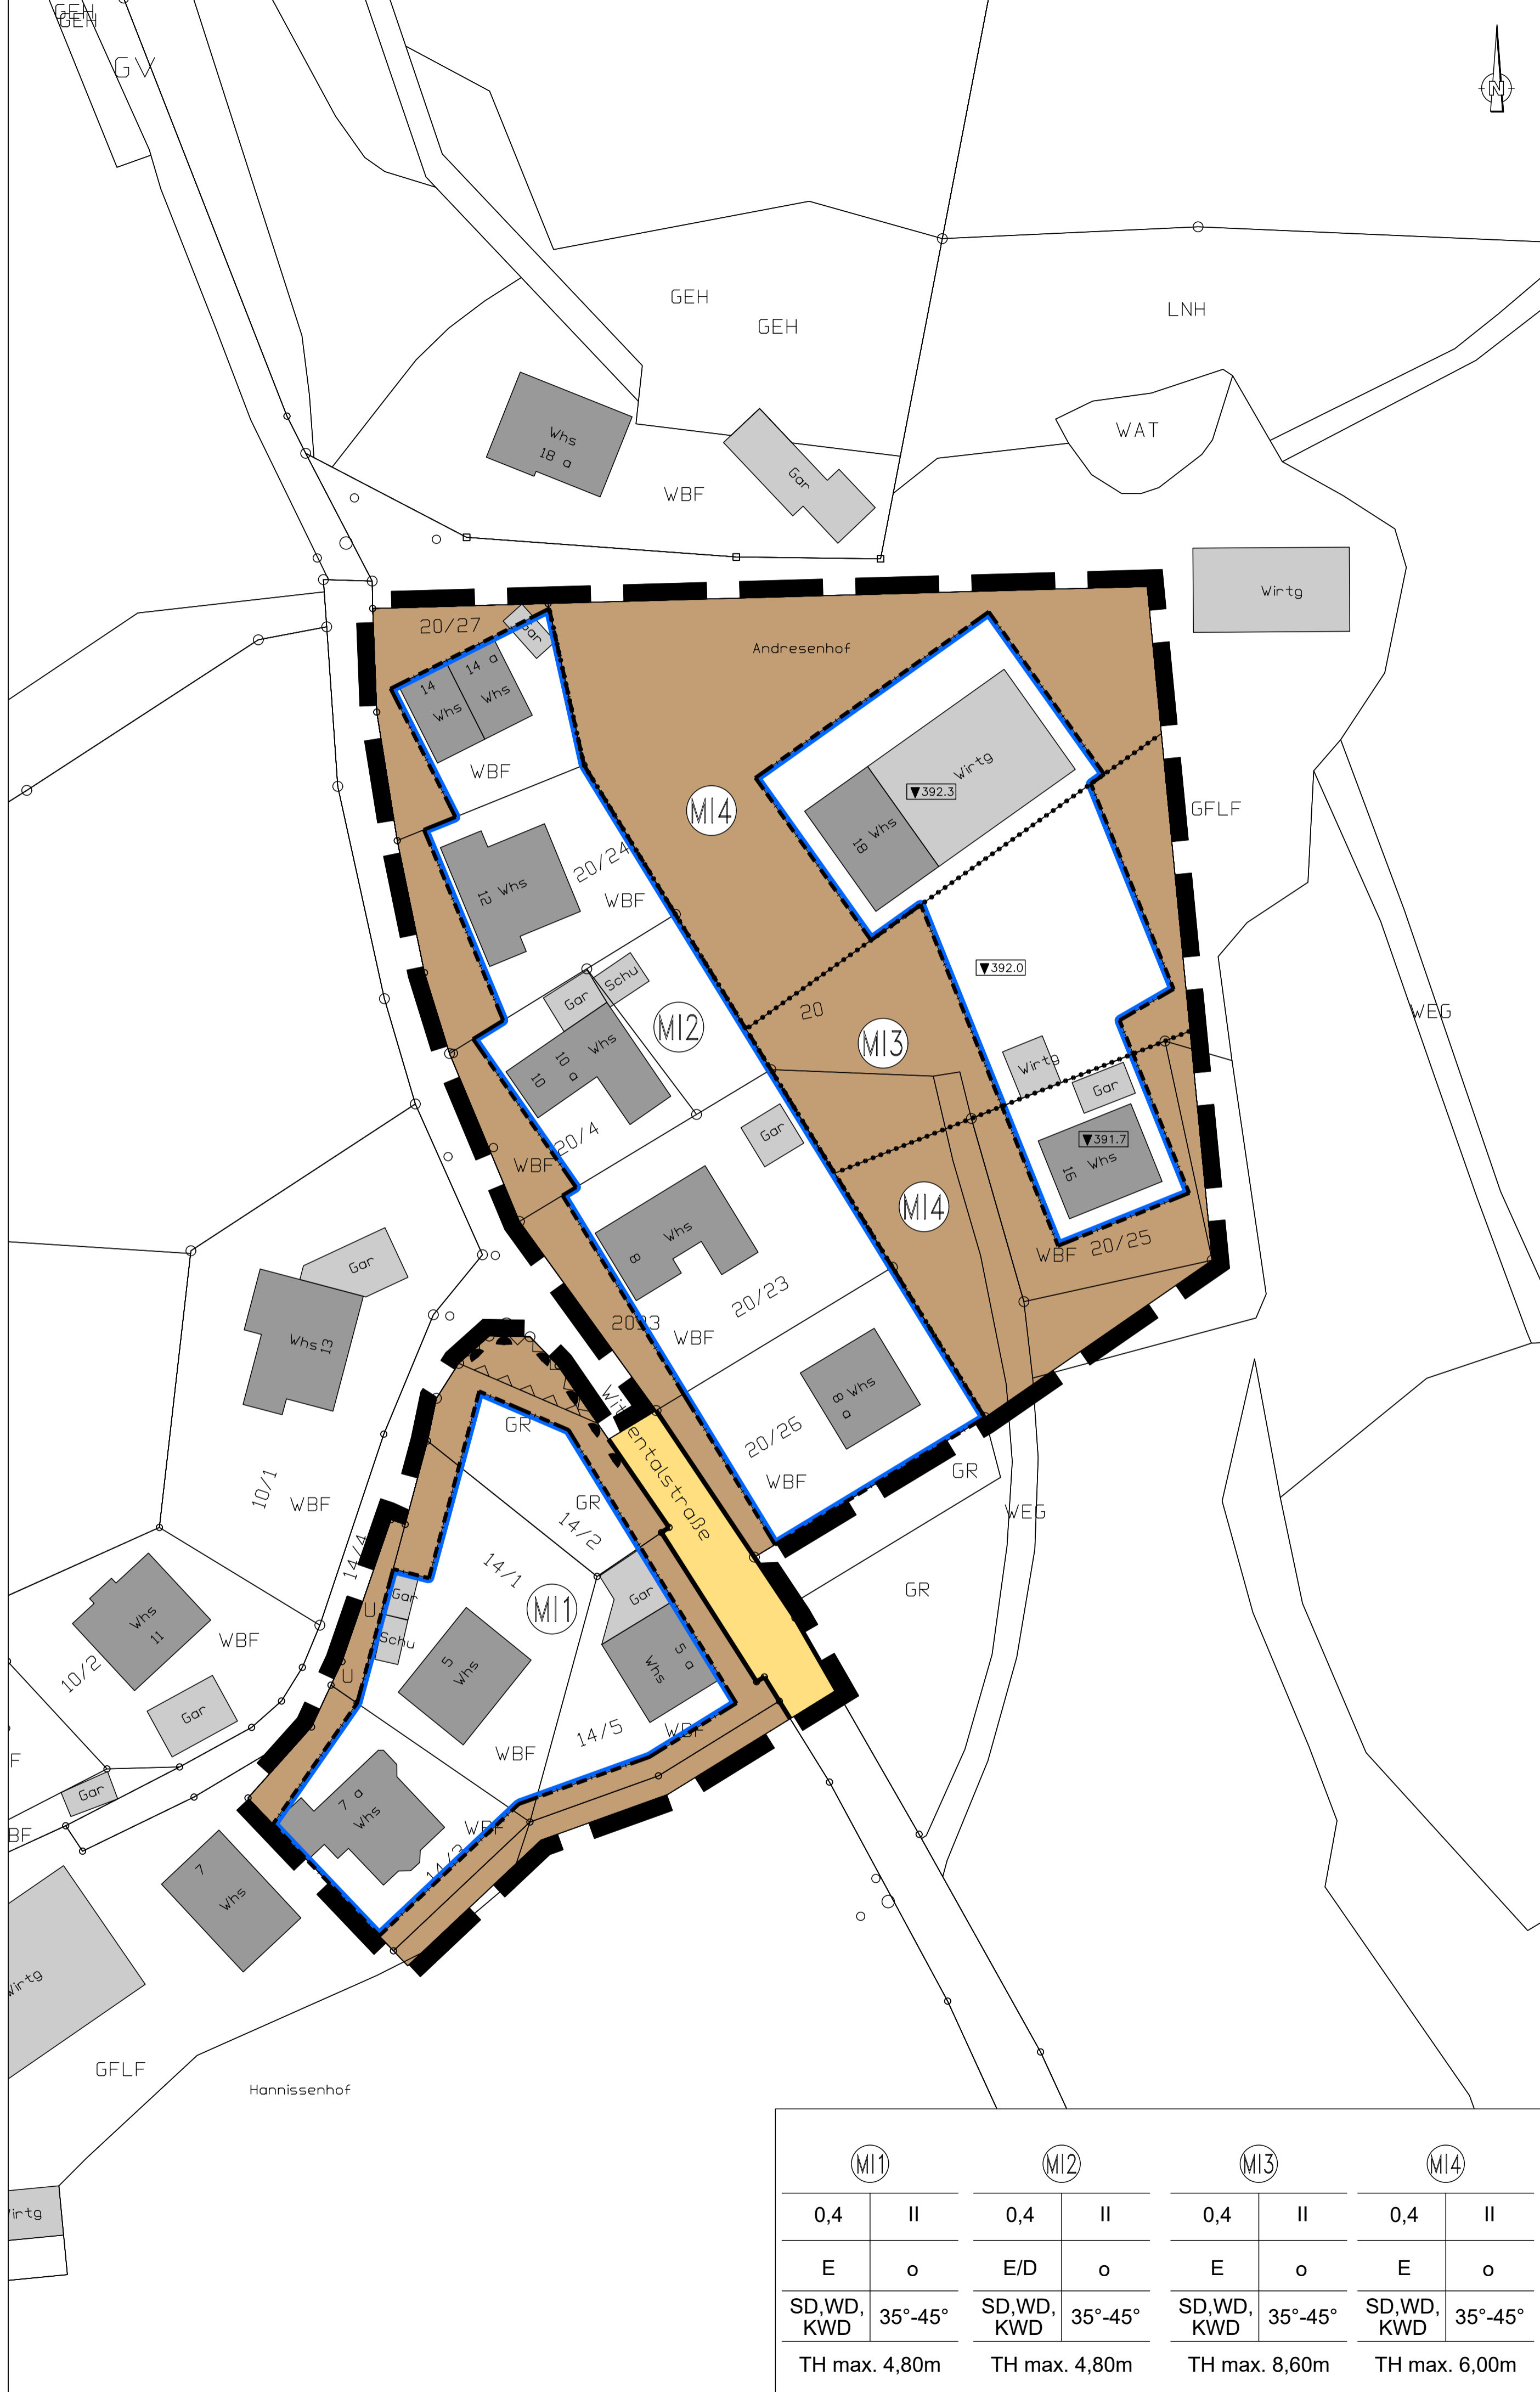 GEH
GEH
GV
N
GEH
GEH
LNH
WAT
Whs
18 a
WBF
Gar
Wirtg
20/27
Gar
Andresenhof
14
Whs
14 a
Whs
WBF
Wirtg
392.3
18 Whs
MI4
GFLF
12 Whs
20/24
WBF
392.0
Schu
Gar
MI2
20
MI3
WEG
10
10 a
Whs
Wirtg
Gar
20/4
WBF
Gar
391.7
16 Whs
MI4
WBF
20/25
8
Whs
20/23
2033
WBF
Gar
Whs 13
8 a Whs
20/26
WBF
GR
WEG
GR
10/1
WBF
GR
14/2
14/4
14/1
MI1
Gar
Gar
Schu
U
U
5
Whs
5 a
Whs
14/5
WBF
WBF
GR
Whs
11
WBF
10/2
Gar
Gar
7 a
Whs
WBF
7
Whs
Wirtg
GFLF
Hannissenhof
MI1 MI2 MI3 MI4
0,4 II 0,4 II 0,4 II 0,4 II
E o E/D o E o E o
SD,WD, 35°-45° SD,WD, 35°-45° SD,WD, 35°-45° SD,WD, 35°-45°
KWD KWD KWD KWD
TH max. 4,80m TH max. 4,80m TH max. 8,60m TH max. 6,00m